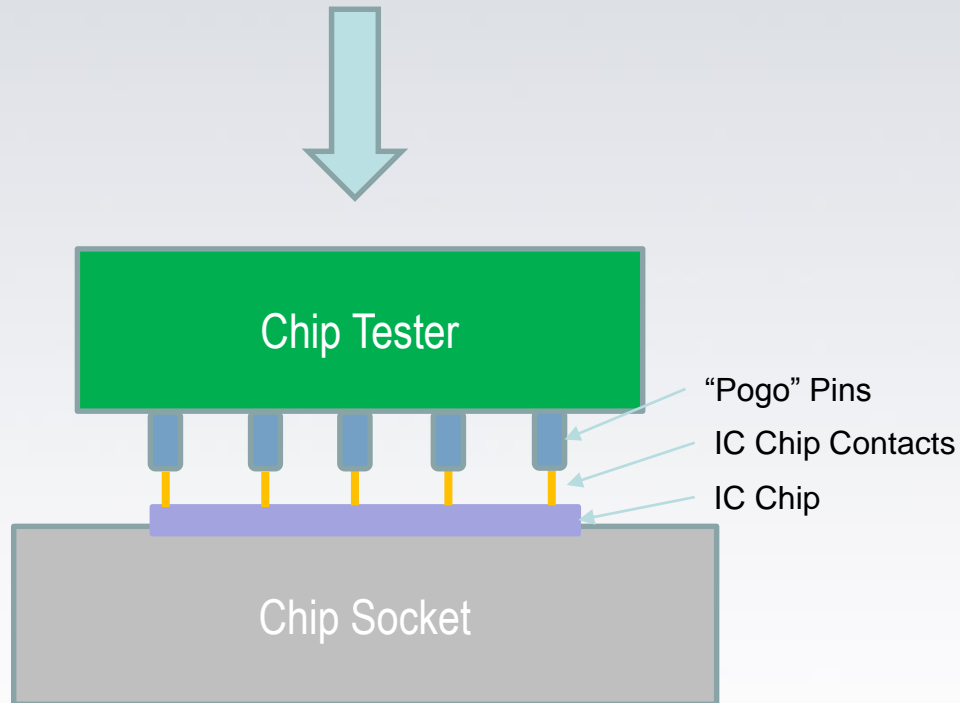 Chip Tester
“Pogo” Pins
IC Chip Contacts
IC Chip
Chip Socket